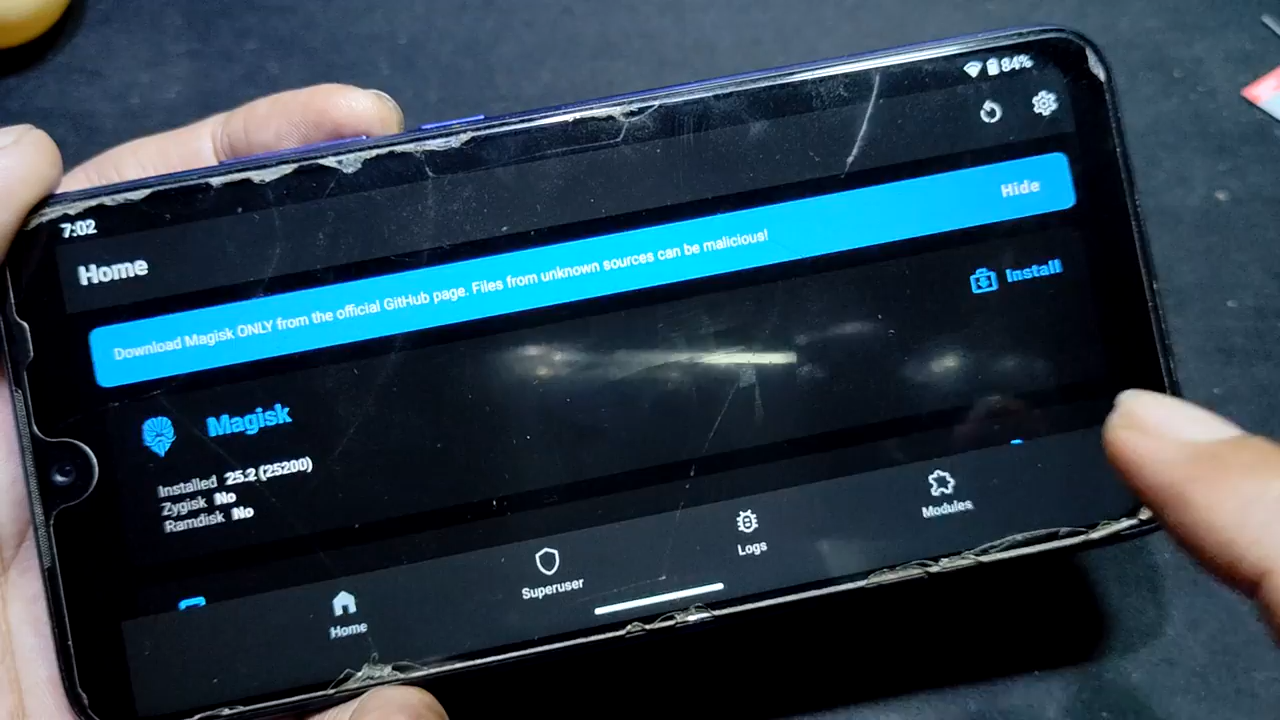 84%
7:02
Home
Hide
Download Magisk ONLY from the official GitHub page. Files from unknown sources can be malicious!
Install
Magisk
Installed 25.2 (25200)
Zygisk No
Ramdisk No
Home
Superuser
Logs
Modules